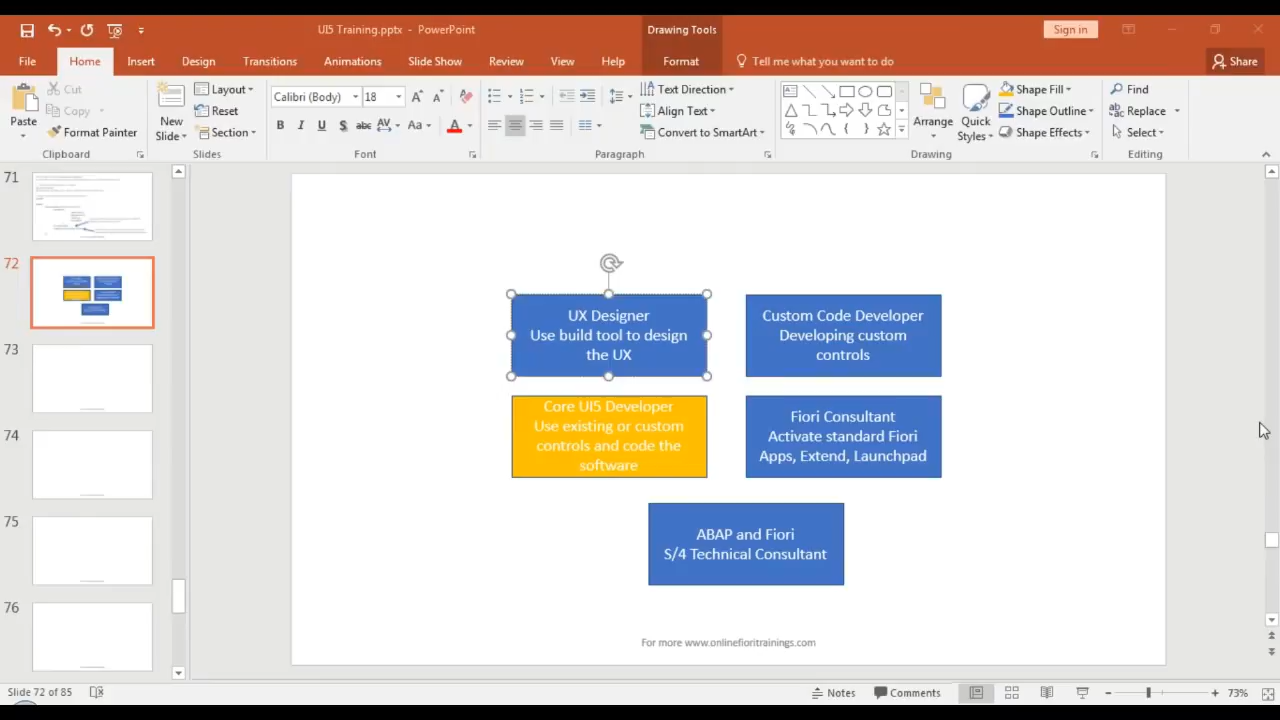 UI5 Training.pptx - PowerPoint
Drawing Tools
Sign in
File
Home
Insert
Design
Transitions
Animations
Slide Show
Review
View
Help
Format
Tell me what you want to do
Share
Paste
Cut
Copy
Format Painter
Clipboard
New
Slide
Layout
Reset
Section
Slides
Calibri (Body)
18
Font
Text Direction
Align Text
Convert to SmartArt
Paragraph
Arrange
Quick
Styles
Shape Fill
Shape Outline
Shape Effects
Drawing
Find
Replace
Select
Editing
71
72
73
74
75
76
UX Designer
Use build tool to design
the UX
Custom Code Developer
Developing custom
controls
Core UI5 Developer
Use existing or custom
controls and code the
software
Fiori Consultant
Activate standard Fiori
Apps, Extend, Launchpad
ABAP and Fiori
S/4 Technical Consultant
For more www.onlinefioritrainings.com
Slide 72 of 85
Notes
Comments
73%